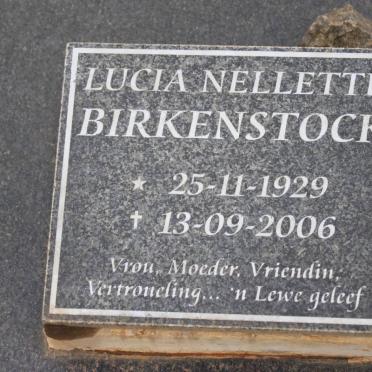 LUCIA NELLETTE
BIRKENSTOCK
★ 25-11-1929
✝ 13-09-2006
Vrou, Moeder, Vriendin,
Vertroueling... 'n Lewe geleef